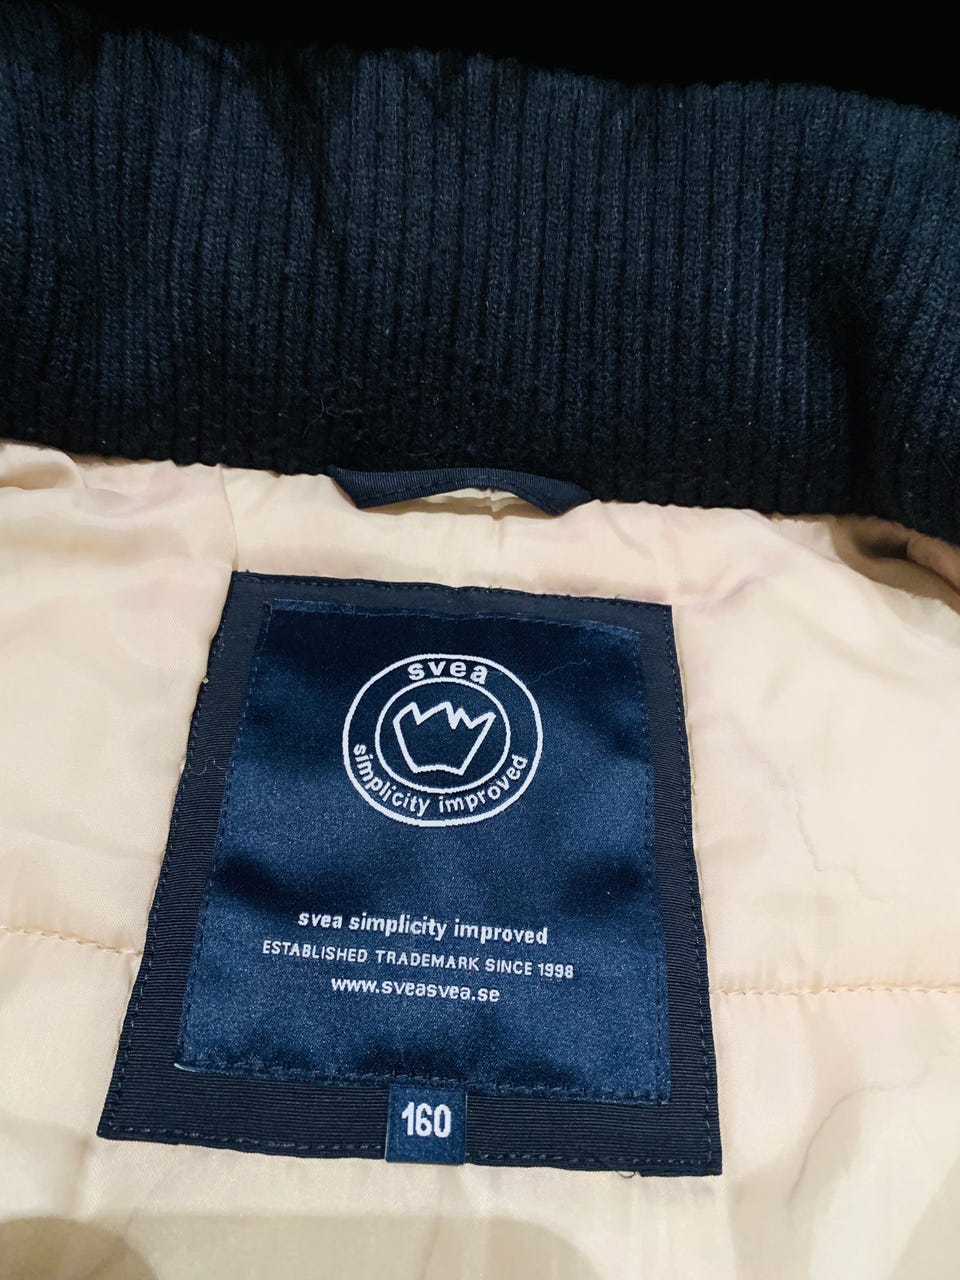 svea
simplicity improved
svea simplicity improved
ESTABLISHED TRADEMARK SINCE 1998
www.sveasvea.se
160